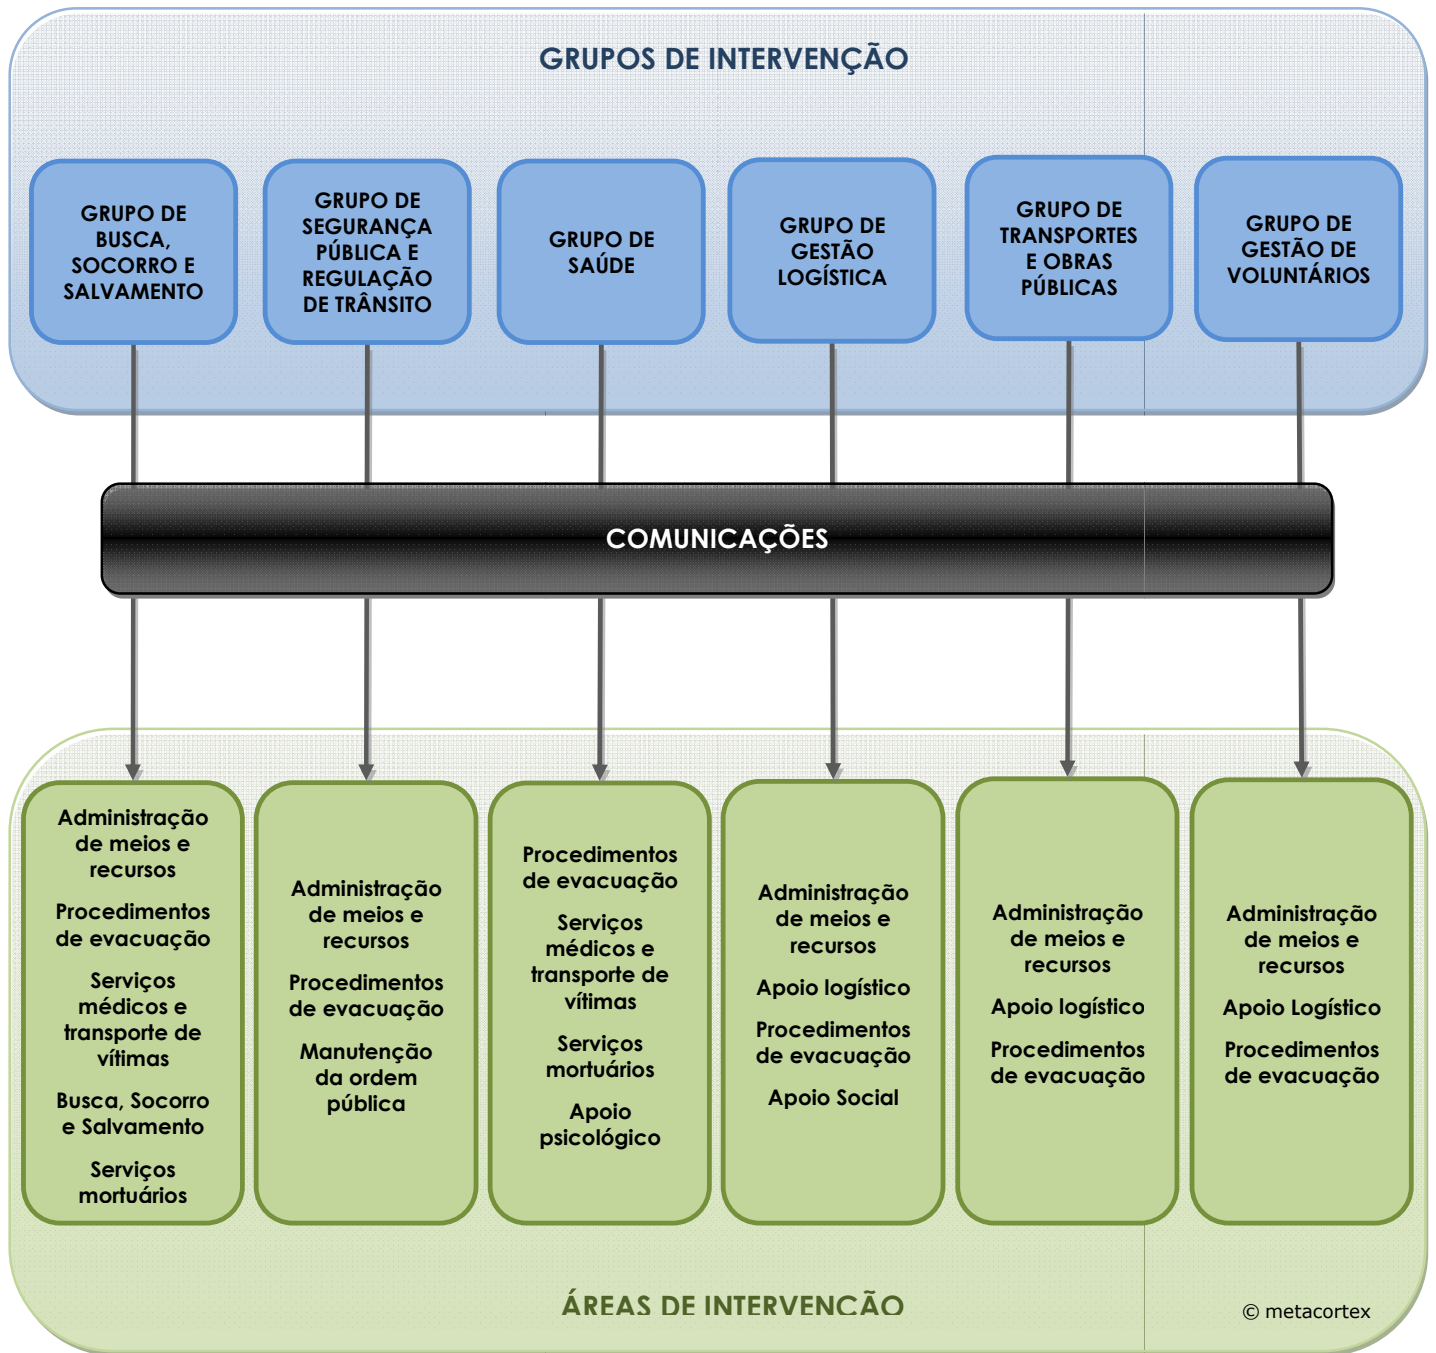 GRUPOS DE INTERVENÇÃO
GRUPO DE
BUSCA,
SOCORRO E
SALVAMENTO
GRUPO DE
SEGURANÇA
PÚBLICA E
REGULAÇÃO
DE TRÂNSITO
GRUPO DE
SAÚDE
GRUPO DE
GESTÃO
LOGÍSTICA
GRUPO DE
TRANSPORTES
E OBRAS
PÚBLICAS
GRUPO DE
GESTÃO DE
VOLUNTÁRIOS
COMUNICAÇÕES
Administração
de meios e
recursos
Procedimentos
de evacuação
Serviços
médicos e
transporte de
vítimas
Busca, Socorro
e Salvamento
Serviços
mortuários
Administração
de meios e
recursos
Procedimentos
de evacuação
Manutenção
da ordem
pública
Procedimentos
de evacuação
Serviços
médicos e
transporte de
vítimas
Serviços
mortuários
Apoio
psicológico
Administração
de meios e
recursos
Apoio logístico
Procedimentos
de evacuação
Apoio Social
Administração
de meios e
recursos
Apoio logístico
Procedimentos
de evacuação
Administração
de meios e
recursos
Apoio Logístico
Procedimentos
de evacuação
ÁREAS DE INTERVENÇÃO
© metacortex